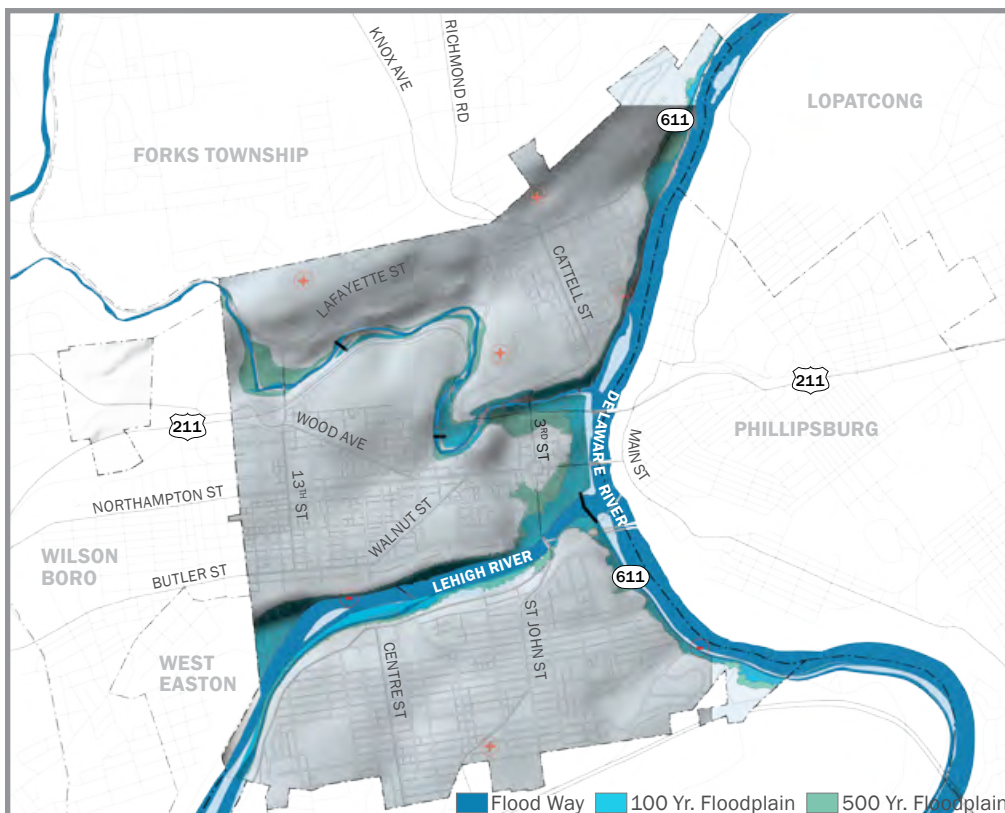 KNOX AVE
RICHMOND RD
LOPATCONG
611
FORKS TOWNSHIP
CATTELL ST
LAFAYETTE ST
211
211
DELAWARE RIVER
MAIN ST
PHILLIPSBURG
WOOD AVE
3RD ST
13TH ST
NORTHAMPTON ST
WALNUT ST
WILSON
BORO
BUTLER ST
LEHIGH RIVER
611
ST JOHN ST
CENTRE ST
WEST
EASTON
Flood Way
100 Yr. Floodplain
500 Yr. Floodplain